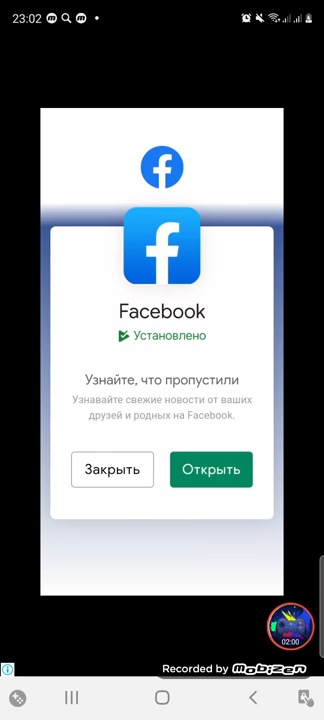 23:02
Facebook
Установлено
Узнайте, что пропустили
Узнавайте свежие новости от ваших
друзей и родных на Facebook.
Закрыть
Открыть
02:00
Recorded by mobizen